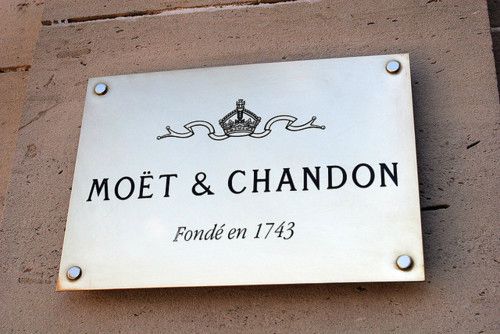 MOËT & CHANDON
Fondé en 1743